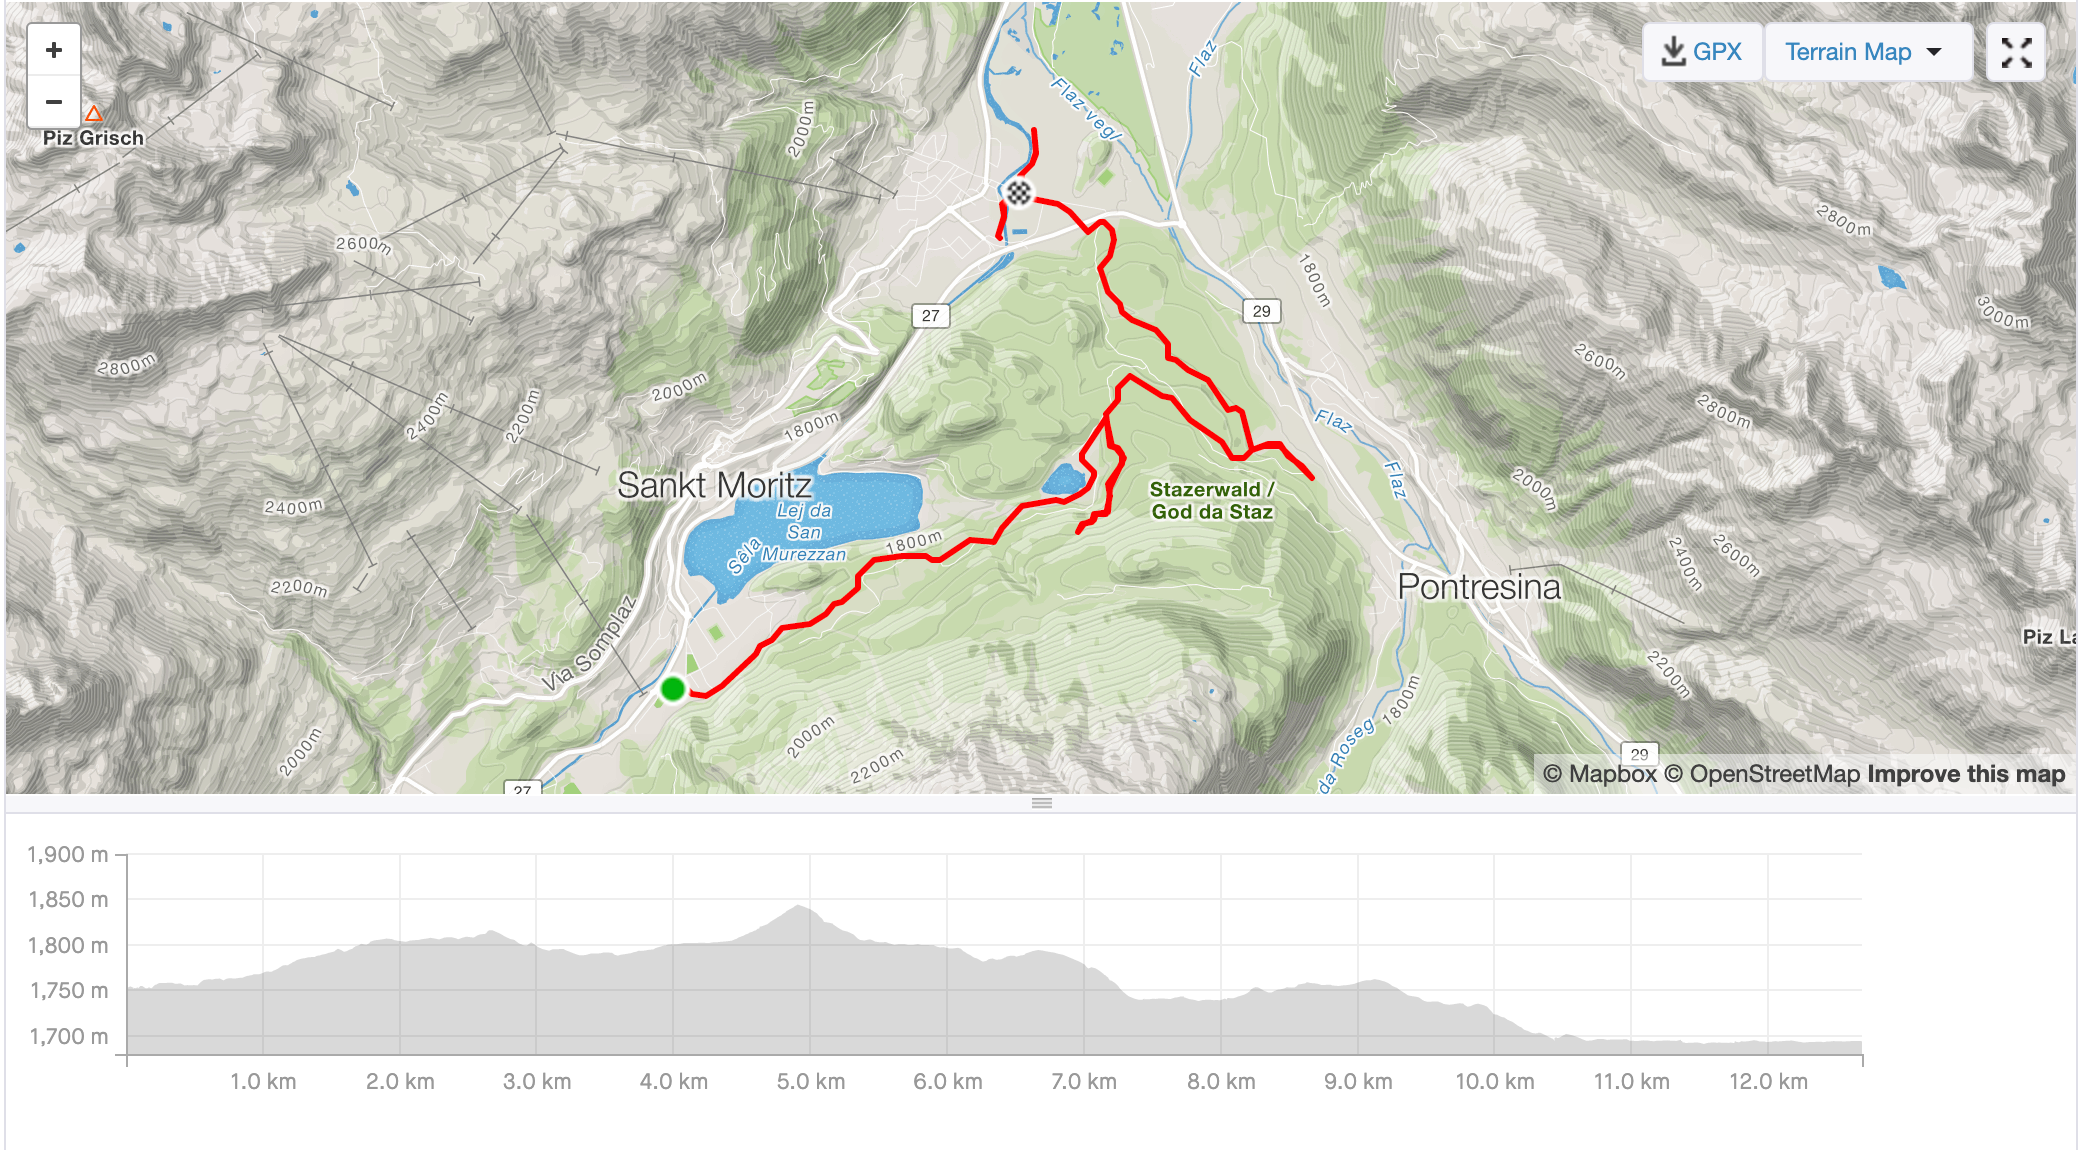 +
−
GPX
Terrain Map
Piz Grisch
Flaz
Flaz veg/
2000m
2600m
2800m
1800m
3000m
27
29
2800m
2000m
2600m
2400m
2200m
2800m
1800m
Flaz
Sankt Moritz
Flaz
2400m
Stazerwald /
God da Staz
2000m
Lej da
San
Murezzan
Sela
1800m
2600m
2400m
2200m
Pontresina
Via Somplaz
Piz La
2200m
1800m
2000m
2000m
2200m
da Roseg
29
27
© Mapbox © OpenStreetMap Improve this map
1,900 m
1,850 m
1,800 m
1,750 m
1,700 m
1.0 km
2.0 km
3.0 km
4.0 km
5.0 km
6.0 km
7.0 km
8.0 km
9.0 km
10.0 km
11.0 km
12.0 km